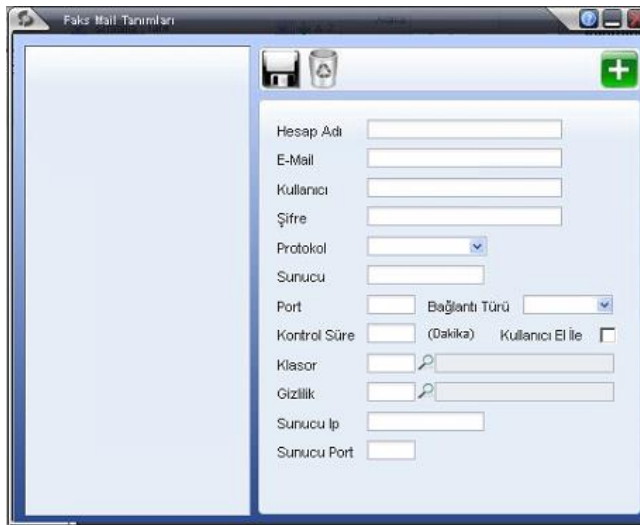 Faks Mail Tanımları
Hesap Adı
E-Mail
Kullanıcı
Şifre
Protokol
Sunucu
Port Bağlantı Türü
Kontrol Süre (Dakika) Kullanıcı El İle
Klasor
Gizlilik
Sunucu Ip
Sunucu Port